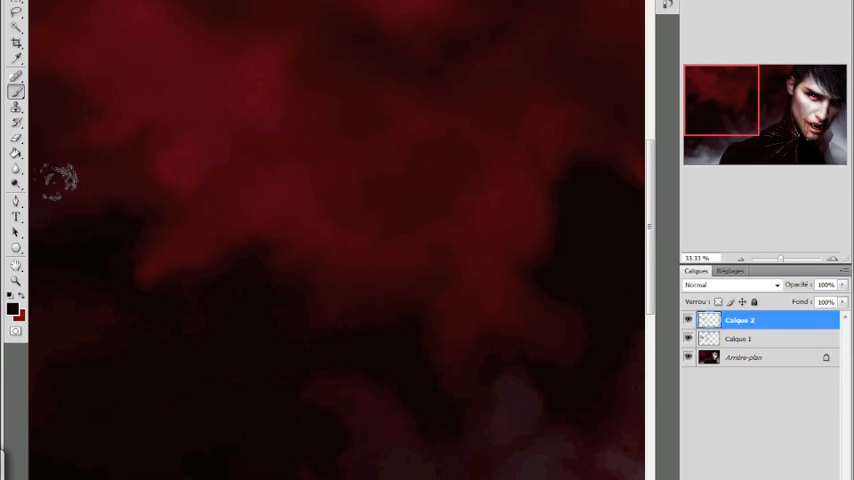 33.33 %
Calques Réglages
Normal Opacité : 100%
Verrou : Fond : 100%
Calque 2
Calque 1
Arrière-plan